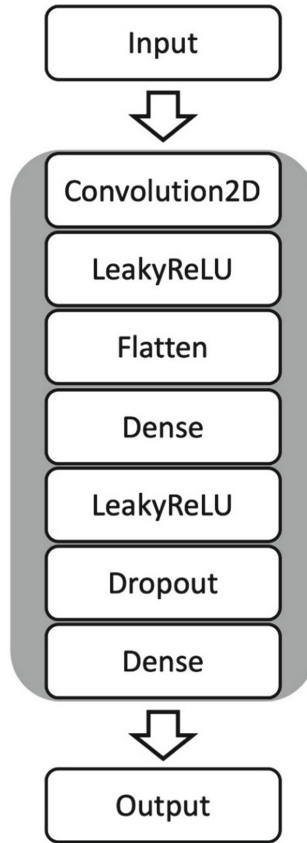 Input
Convolution2D
LeakyReLU
Flatten
Dense
LeakyReLU
Dropout
Dense
Output